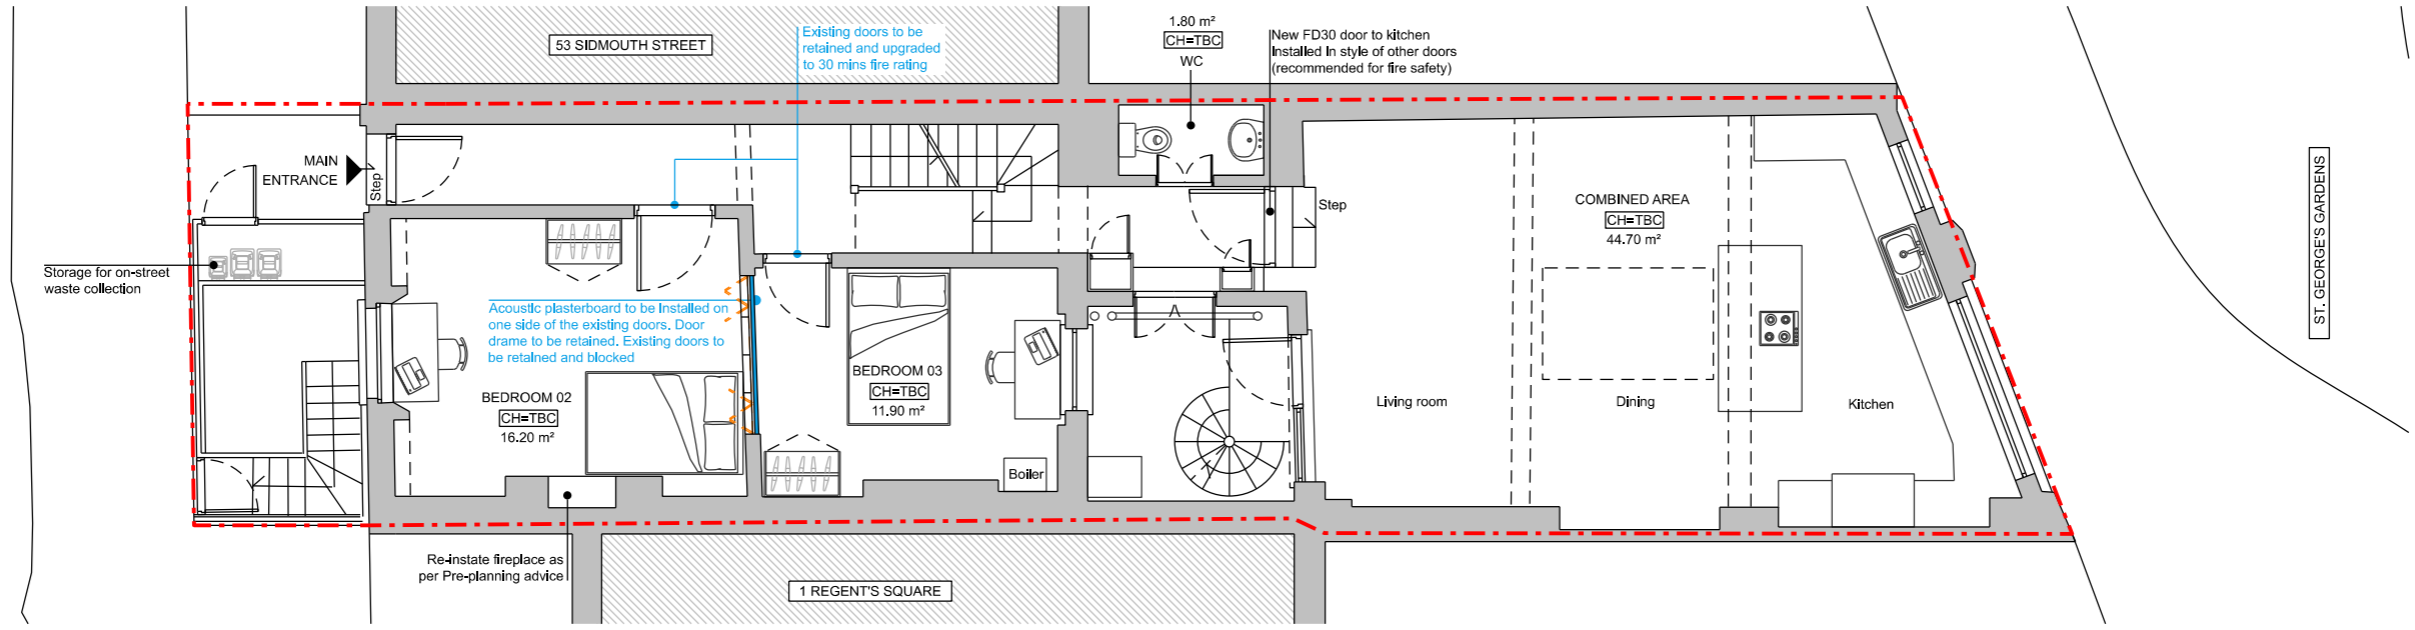 53 SIDMOUTH STREET
Existing doors to be
retained and upgraded
to 30 mins fire rating
1.80 m²
CH=TBC
WC
New FD30 door to kitchen
Installed in style of other doors
(recommended for fire safety)
MAIN
ENTRANCE
Step
Step
COMBINED AREA
CH=TBC
44.70 m²
ST. GEORGE'S GARDENS
Storage for on-street
waste collection
Acoustic plasterboard to be Installed on
one side of the existing doors. Door
drame to be retained. Existing doors to
be retained and blocked
BEDROOM 02
CH=TBC
16.20 m²
BEDROOM 03
CH=TBC
11.90 m²
Living room
Dining
Kitchen
Boiler
Re-instate fireplace as
per Pre-planning advice
1 REGENT'S SQUARE